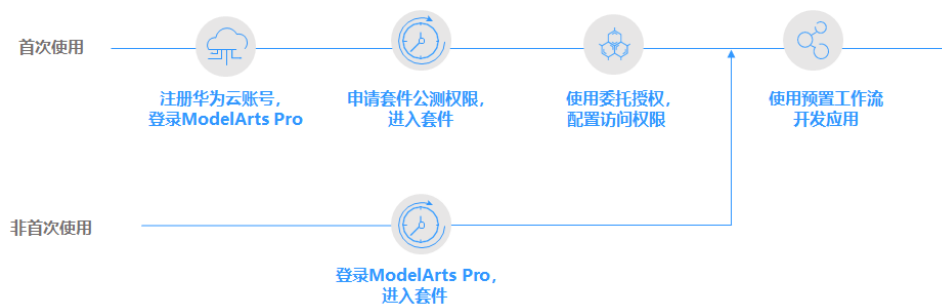 首次使用
注册华为云账号，
登录ModelArts Pro
申请套件公测权限，
进入套件
使用委托授权，
配置访问权限
使用预置工作流
开发应用
非首次使用
登录ModelArts Pro，
进入套件